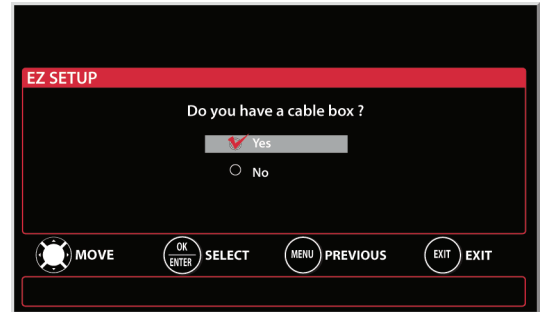 EZ SETUP
Do you have a cable box ?
Yes
No
MOVE OK ENTER SELECT MENU PREVIOUS EXIT EXIT